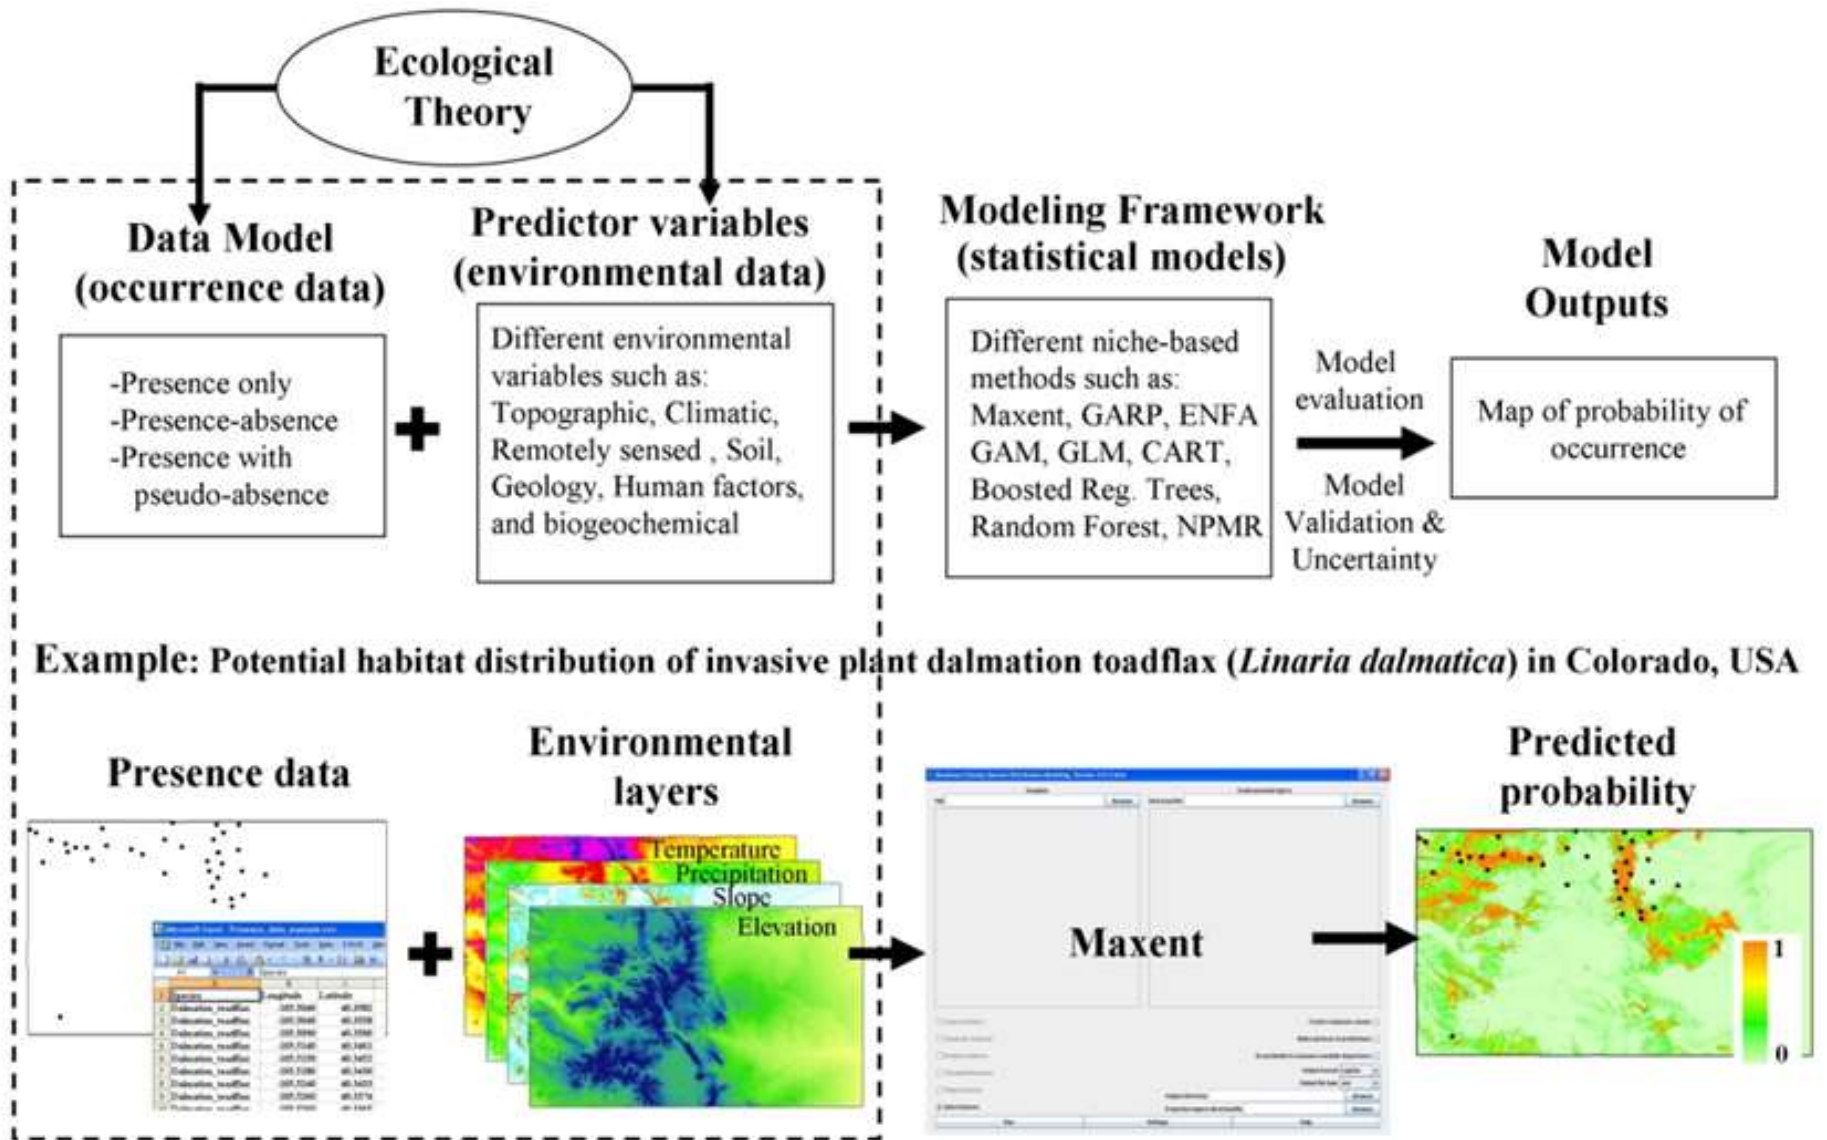 Ecological
Theory
Data Model
(occurrence data)
-Presence only
-Presence-absence
-Presence with
pseudo-absence
Predictor variables
(environmental data)
Different environmental
variables such as:
Topographic, Climatic,
Remotely sensed , Soil,
Geology, Human factors,
and biogeochemical
Modeling Framework
(statistical models)
Different niche-based
methods such as:
Maxent, GARP, ENFA
GAM, GLM, CART,
Boosted Reg. Trees,
Random Forest, NPMR
Model
evaluation
Model
Validation &
Uncertainty
Model
Outputs
Map of probability of
occurrence
Example: Potential habitat distribution of invasive plant dalmation toadflax (Linaria dalmatica) in Colorado, USA
Presence data
Species Longitude Latitude
Environmental
layers
Temperature
Precipitation
Slope
Elevation
Maxent
Predicted
probability
1
0